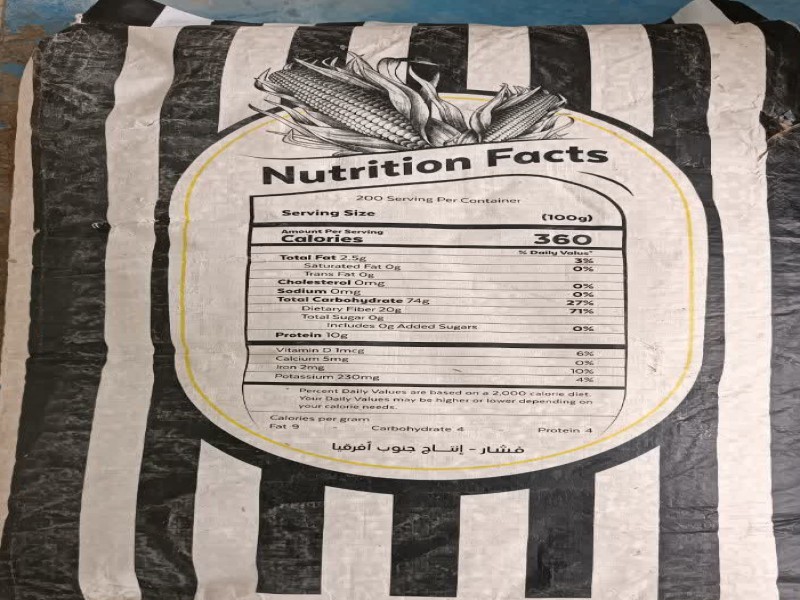 Nutrition Facts
200 Serving Per Container
Serving Size (100g)
Amount Per Serving
Calories 360
% Daily Value*
Total Fat 2.5g 3%
Saturated Fat 0g 0%
Trans Fat 0g
Cholesterol 0mg 0%
Sodium 0mg 0%
Total Carbohydrate 74g 27%
Dietary Fiber 20g 71%
Total Sugar 0g
Includes 0g Added Sugars 0%
Protein 10g
Vitamin D 1mcg 6%
Calcium 5mg 0%
Iron 2mg 10%
Potassium 230mg 4%
* Percent Daily Values are based on a 2,000 calorie diet.
Your Daily Values may be higher or lower depending on
your calorie needs.
Calories per gram
Fat 9 - Carbohydrate 4 Protein 4
فشار - إنتاج جنوب أفرقيا